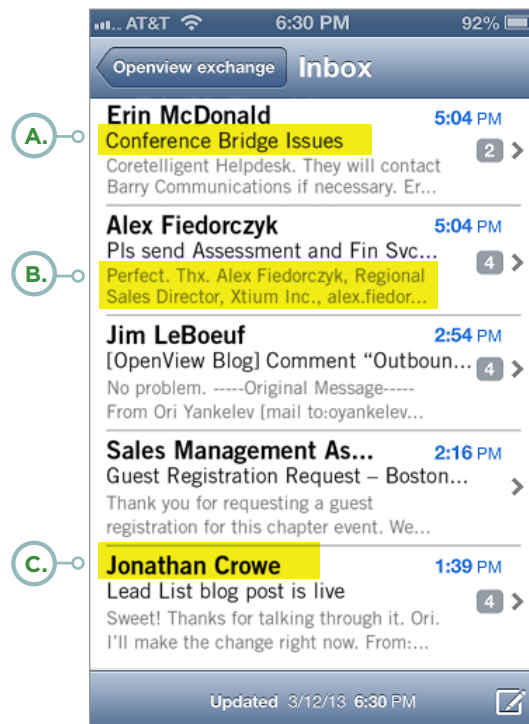 AT&T 6:30 PM 92%
Openview exchange Inbox
Erin McDonald 5:04 PM
A.
Conference Bridge Issues
2
Coretelligent Helpdesk. They will contact
Barry Communications if necessary. Er...
Alex Fiedorczyk 5:04 PM
Pls send Assessment and Fin Svc...
4
B.
Perfect. Thx. Alex Fiedorczyk, Regional
Sales Director, Xtium Inc., alex.fiedor...
Jim LeBoeuf 2:54 PM
[OpenView Blog] Comment “Outboun...
4
No problem. -----Original Message-----
From Ori Yankelev [mail to:oyankelev...
Sales Management As... 2:16 PM
Guest Registration Request – Boston...
Thank you for requesting a guest
registration for this chapter event. We...
C.
Jonathan Crowe 1:39 PM
Lead List blog post is live
4
Sweet! Thanks for talking through it. Ori.
I’ll make the change right now. From:...
Updated 3/12/13 6:30 PM